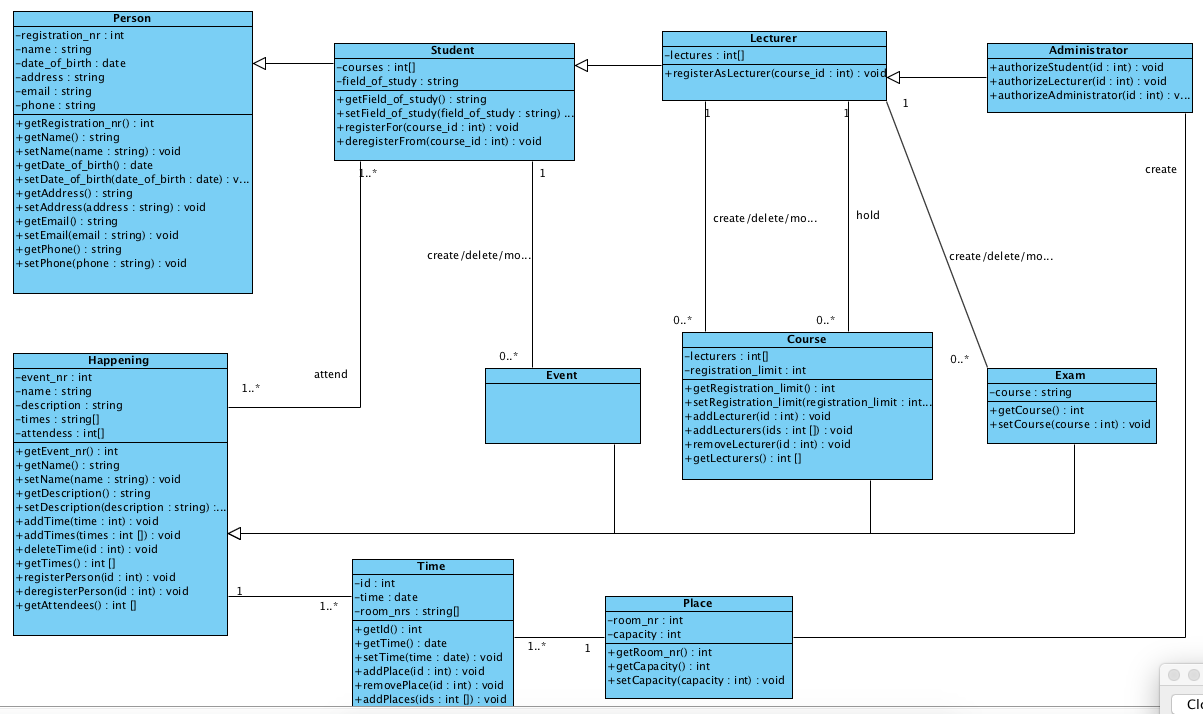 Person
-registration_nr : int
-name : string
-date_of_birth : date
-address : string
-email : string
-phone : string
+getRegistration_nr() : int
+getName() : string
+setName(name : string) : void
+getDate_of_birth() : date
+setDate_of_birth(date_of_birth : date) : v...
+getAddress() : string
+setAddress(address : string) : void
+getEmail() : string
+setEmail(email : string) : void
+getPhone() : string
+setPhone(phone : string) : void
Student
-courses : int[]
-field_of_study : string
+getField_of_study() : string
+setField_of_study(field_of_study : string) ...
+registerFor(course_id : int) : void
+deregisterFrom(course_id : int) : void
Lecturer
-lectures : int[]
+registerAsLecturer(course_id : int) : void
Administrator
+authorizeStudent(id : int) : void
+authorizeLecturer(id : int) : void
+authorizeAdministrator(id : int) : v...
1
1
1
1..*
1
create
create/delete/mo...
hold
create/delete/mo...
create/delete/mo...
0..*
0..*
0..*
0..*
attend
1..*
Happening
-event_nr : int
-name : string
-description : string
-times : string[]
-attendess : int[]
+getEvent_nr() : int
+getName() : string
+setName(name : string) : void
+getDescription() : string
+setDescription(description : string) :...
+addTime(time : int) : void
+addTimes(times : int []) : void
+deleteTime(id : int) : void
+getTimes() : int []
+registerPerson(id : int) : void
+deregisterPerson(id : int) : void
+getAttendees() : int []
Event
Course
-lecturers : int[]
-registration_limit : int
+getRegistration_limit() : int
+setRegistration_limit(registration_limit : int...
+addLecturer(id : int) : void
+addLecturers(ids : int []) : void
+removeLecturer(id : int) : void
+getLecturers() : int []
Exam
-course : string
+getCourse() : int
+setCourse(course : int) : void
1
1..*
Time
-id : int
-time : date
-room_nrs : string[]
+getId() : int
+getTime() : date
+setTime(time : date) : void
+addPlace(id : int) : void
+removePlace(id : int) : void
+addPlaces(ids : int []) : void
1..*
1
Place
-room_nr : int
-capacity : int
+getRoom_nr() : int
+getCapacity() : int
+setCapacity(capacity : int) : void